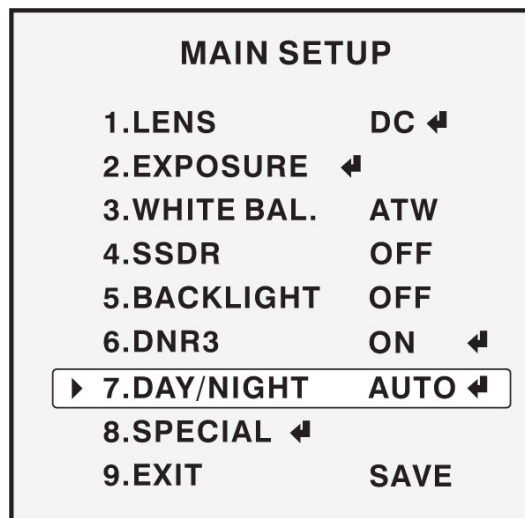 MAIN SETUP
1.LENS DC ↲
2.EXPOSURE ↲
3.WHITE BAL. ATW
4.SSDR OFF
5.BACKLIGHT OFF
6.DNR3 ON ↲
▶ 7.DAY/NIGHT AUTO ↲
8.SPECIAL ↲
9.EXIT SAVE